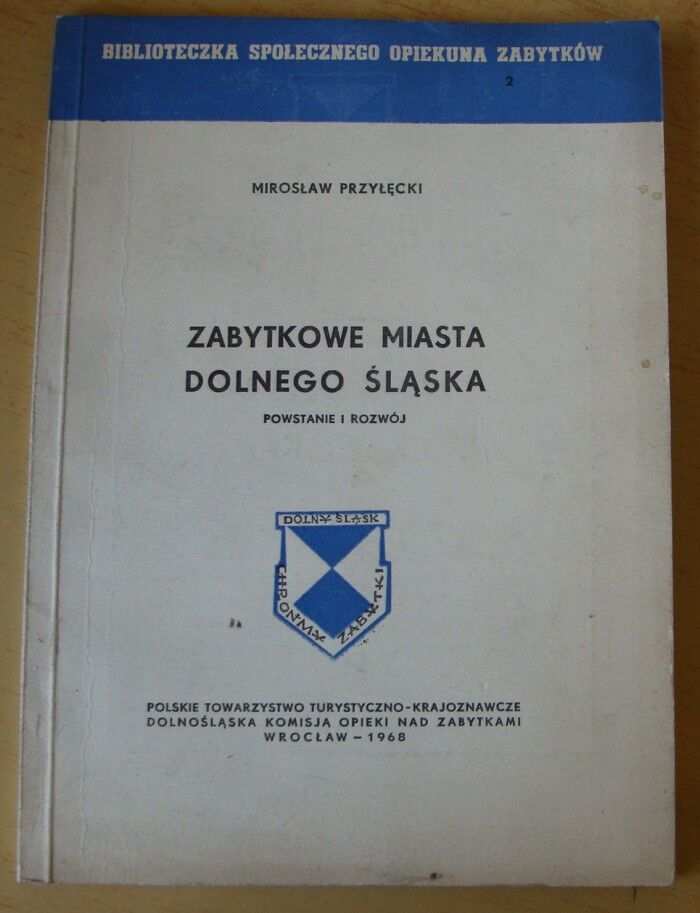 BIBLIOTECZKA SPOŁECZNEGO OPIEKUNA ZABYTKÓW
2
MIROSŁAW PRZYŁĘCKI
ZABYTKOWE MIASTA
DOLNEGO ŚLĄSKA
POWSTANIE I ROZWÓJ
DOLNY ŚLĄSK
CHROŃMY ZABYTKI
POLSKIE TOWARZYSTWO TURYSTYCZNO-KRAJOZNAWCZE
DOLNOŚLĄSKA KOMISJA OPIEKI NAD ZABYTKAMI
WROCŁAW – 1968